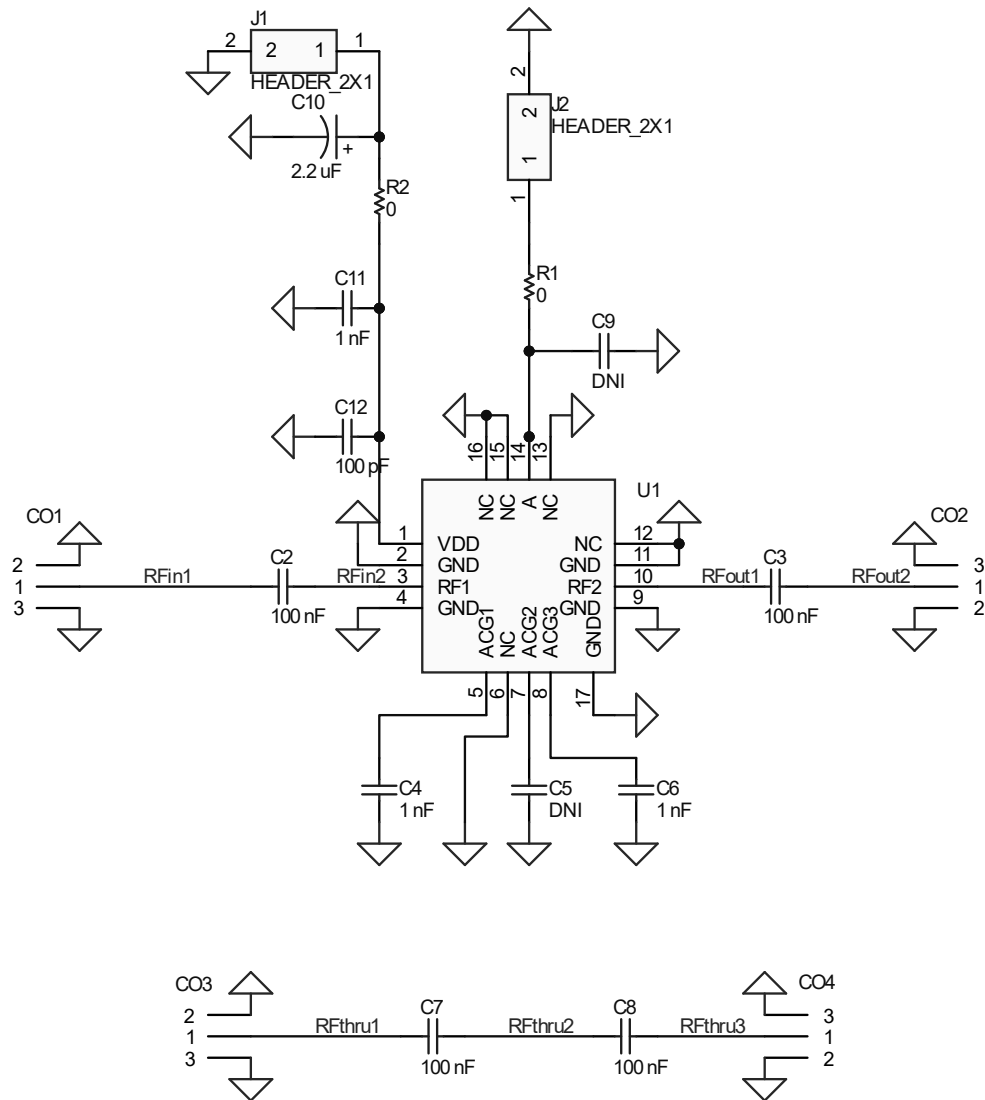 J1
2
2
1
1
HEADER_2X1
C10
2.2 uF
+
R2
0
C11
1 nF
C12
100 pF
2
2
1
J2
HEADER_2X1
1
R1
0
C9
DNI
16
15
14
13
NC
NC
A
NC
U1
1
2
3
4
VDD
GND
RF1
GND
NC
GND
RF2
GND
12
11
10
9
ACG1
NC
ACG2
ACG3
GND
5
6
7
8
17
CO1
2
1
3
RFin1
C2
100 nF
RFin2
RFout1
C3
100 nF
RFout2
CO2
3
1
2
C4
1 nF
C5
DNI
C6
1 nF
CO3
2
1
3
RFthru1
C7
100 nF
RFthru2
C8
100 nF
RFthru3
CO4
3
1
2